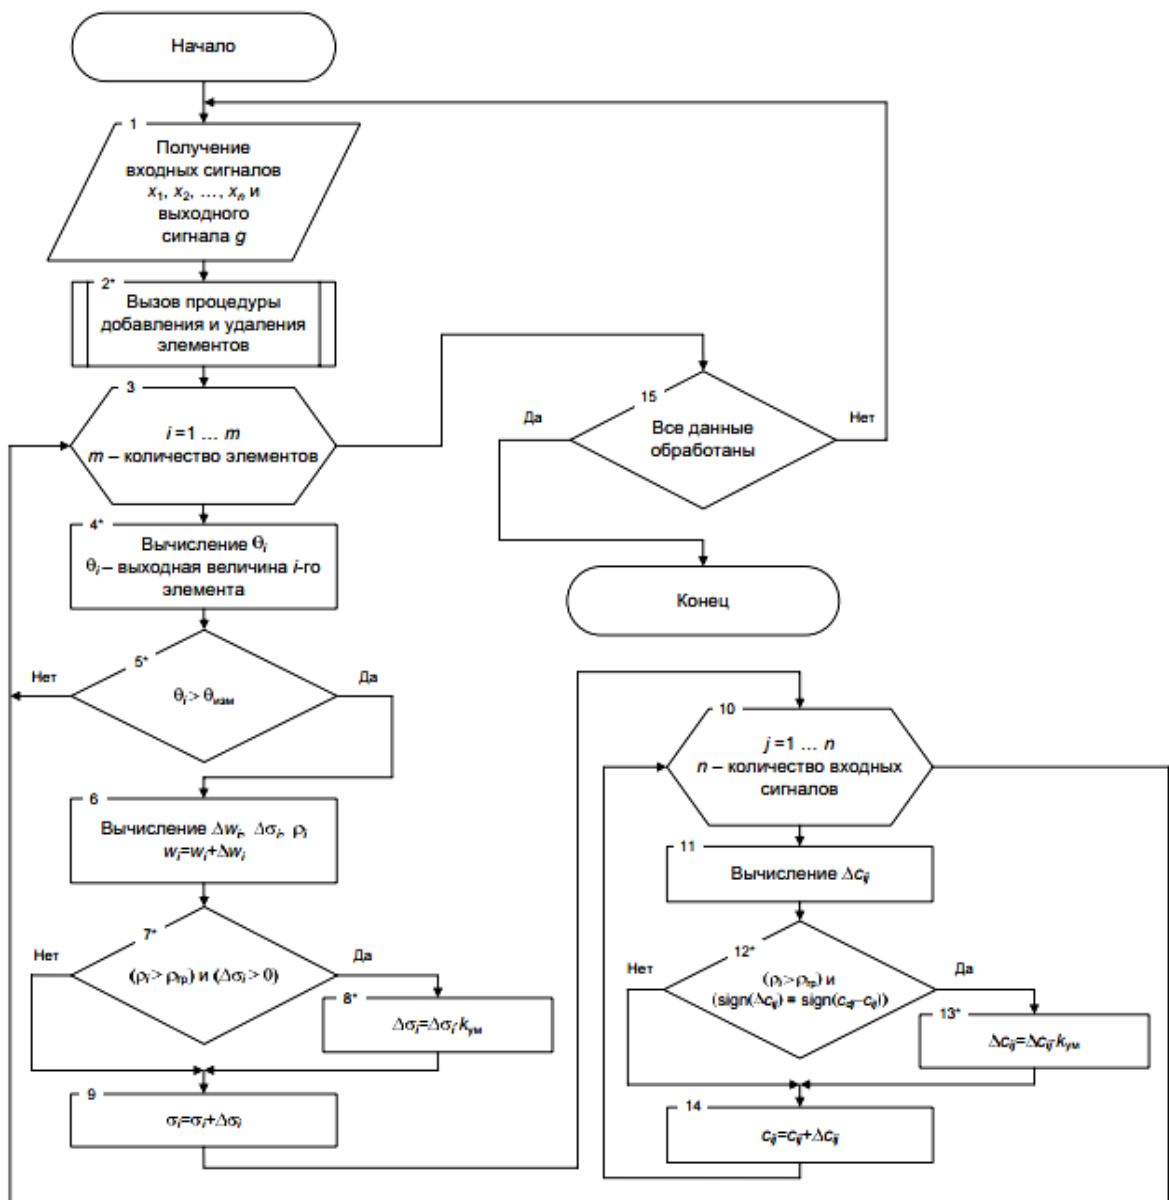 Начало
1
Получение
входных сигналов
x₁, x₂, …, xₙ и
выходного
сигнала g
2*
Вызов процедуры
добавления и удаления
элементов
3
i =1 … m
m – количество элементов
4*
Вычисление θᵢ
θᵢ – выходная величина i-го
элемента
5*
Нет
Да
θᵢ > θизм
6
Вычисление Δwᵢ, Δσᵢ, ρᵢ
wᵢ=wᵢ+Δwᵢ
7*
Нет
Да
(ρᵢ > ρгр) и (Δσᵢ > 0)
8*
Δσᵢ=Δσᵢ·kум
9
σᵢ=σᵢ+Δσᵢ
15
Да
Нет
Все данные
обработаны
Конец
10
j =1 … n
n – количество входных
сигналов
11
Вычисление Δcᵢⱼ
12*
Нет
Да
(ρᵢ > ρгр) и
(sign(Δcᵢⱼ) = sign(cₑⱼ–cᵢⱼ))
13*
Δcᵢⱼ=Δcᵢⱼ·kум
14
cᵢⱼ=cᵢⱼ+Δcᵢⱼ